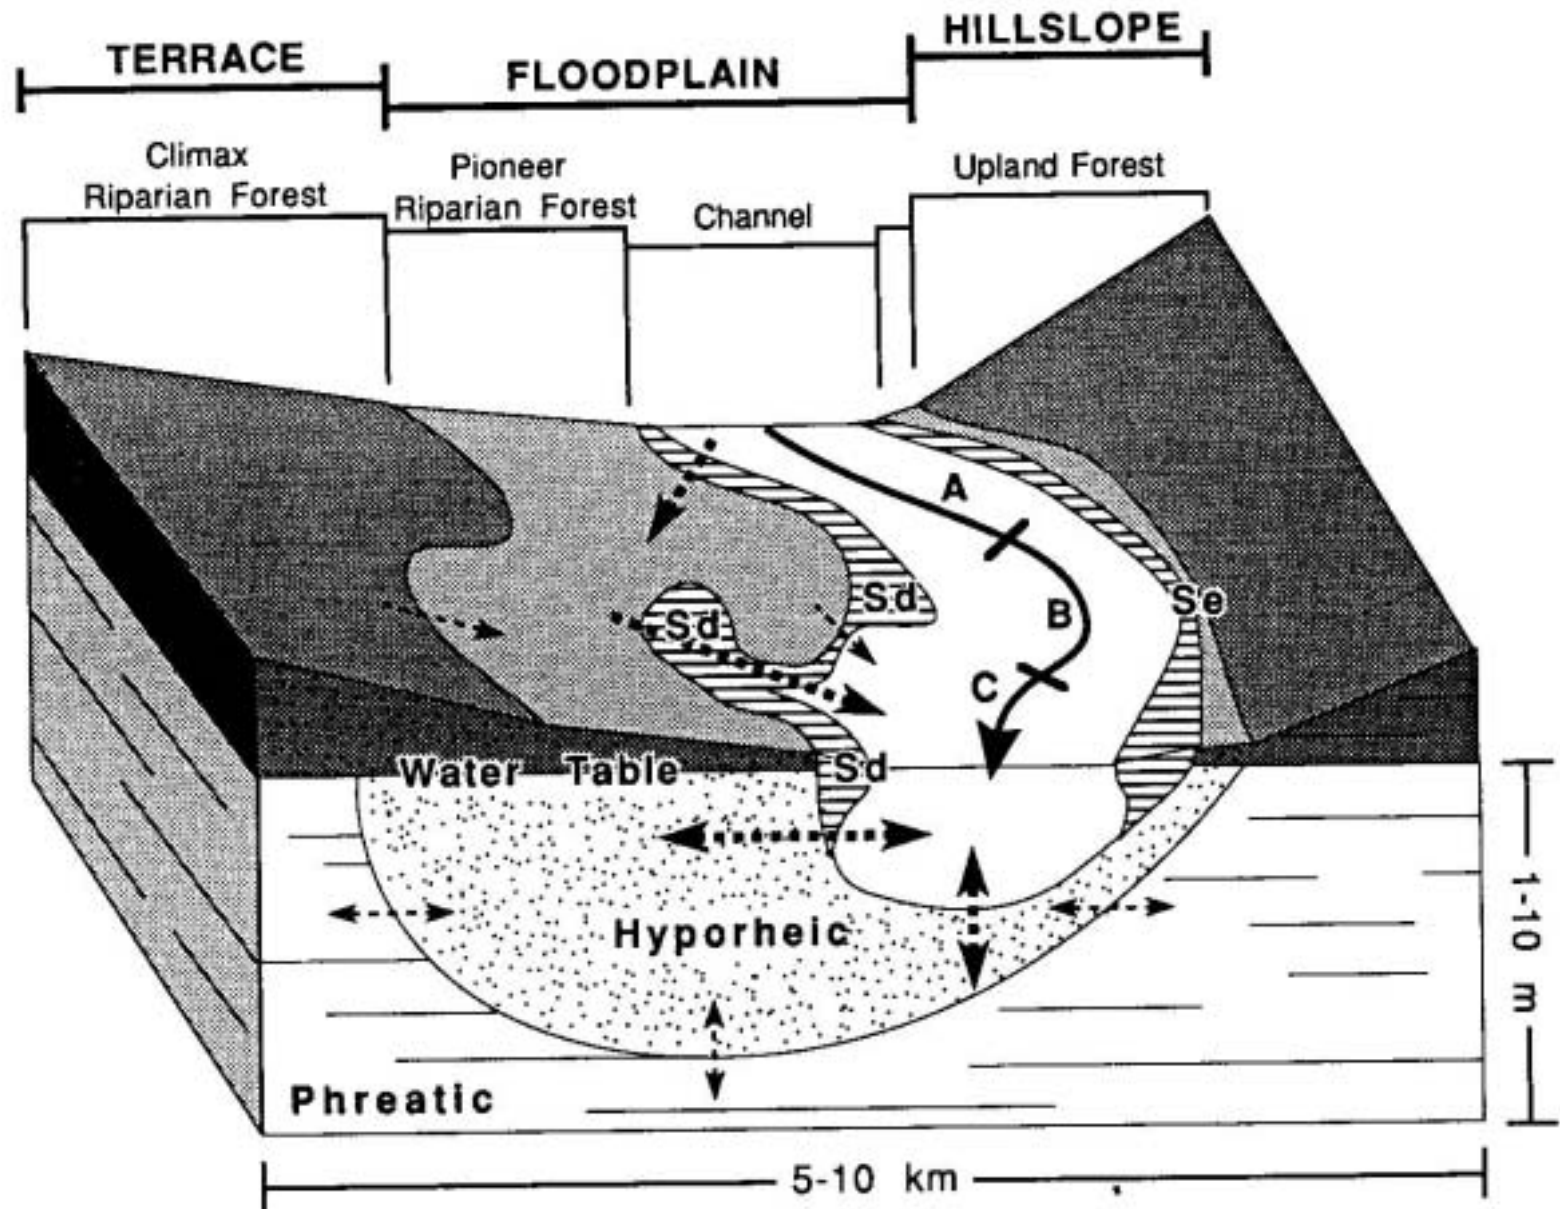 TERRACE
FLOODPLAIN
HILLSLOPE
Climax
Riparian Forest
Pioneer
Riparian Forest
Channel
Upland Forest
A
B
C
Sd
Sd
Se
Water Table
Sd
Hyporheic
Phreatic
1-10 m
5-10 km